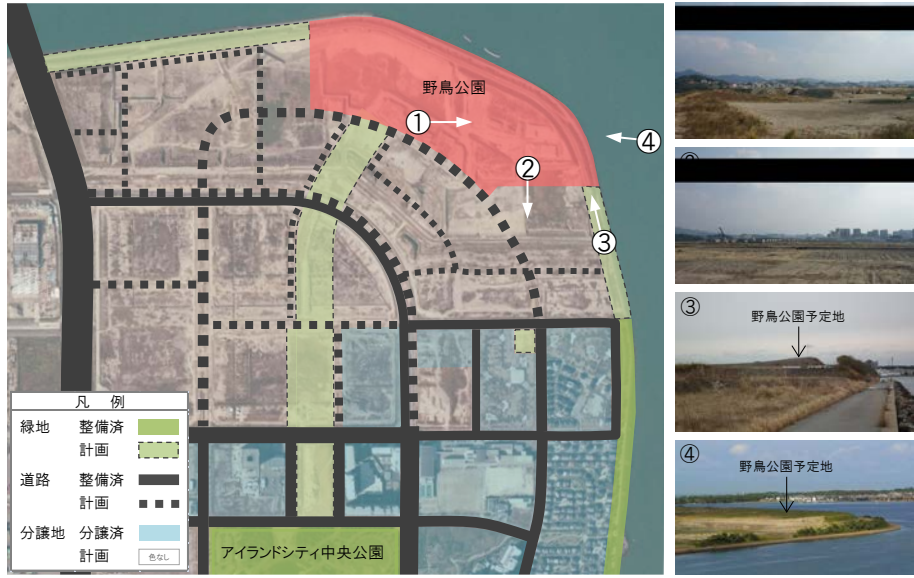 野鳥公園
①
④
②
③
凡 例
緑地 整備済
計画
道路 整備済
計画
分譲地 分譲済
計画 色なし
アイランドシティ中央公園
③
野鳥公園予定地
④
野鳥公園予定地